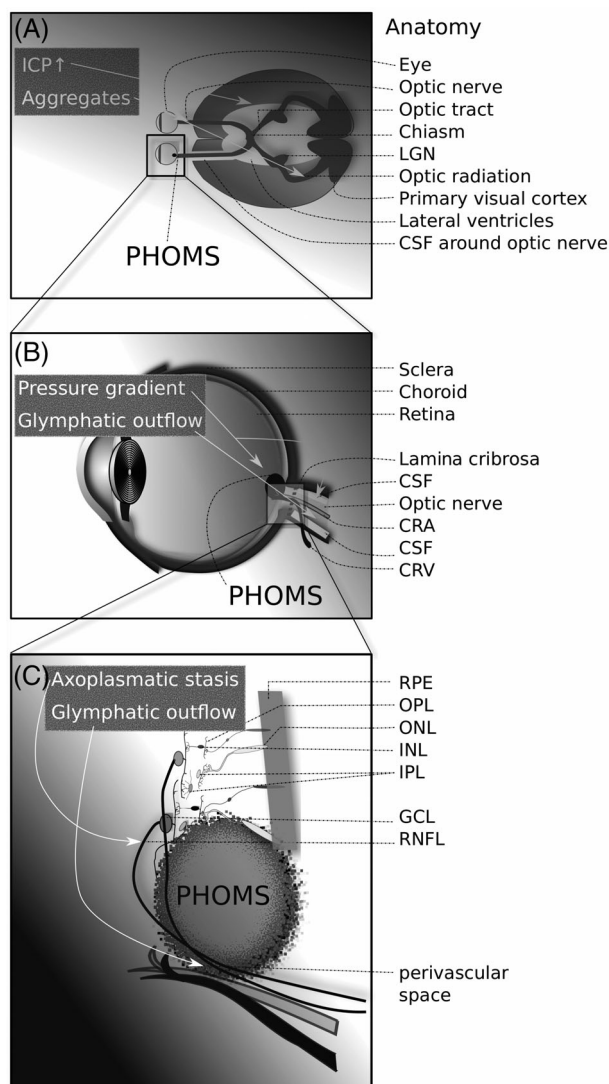 (A)
Anatomy
ICP↑
Aggregates
Eye
Optic nerve
Optic tract
Chiasm
LGN
Optic radiation
Primary visual cortex
Lateral ventricles
CSF around optic nerve
PHOMS
(B)
Pressure gradient
Glymphatic outflow
Sclera
Choroid
Retina
Lamina cribrosa
CSF
Optic nerve
CRA
CSF
CRV
PHOMS
(C)
Axoplasmatic stasis
Glymphatic outflow
RPE
OPL
ONL
INL
IPL
GCL
RNFL
PHOMS
perivascular
space